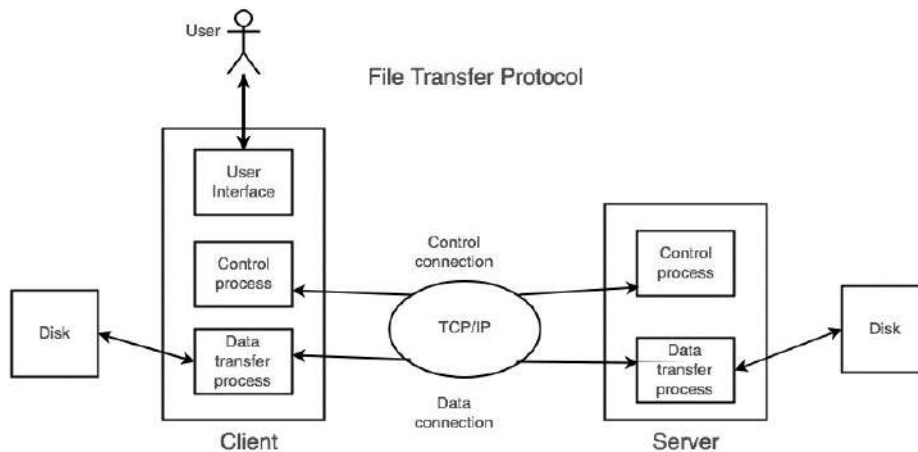 User
File Transfer Protocol
User
Interface
Control
process
Control
connection
Control
process
Disk
Data
transfer
process
TCP/IP
Data
transfer
process
Disk
Data
connection
Client
Server